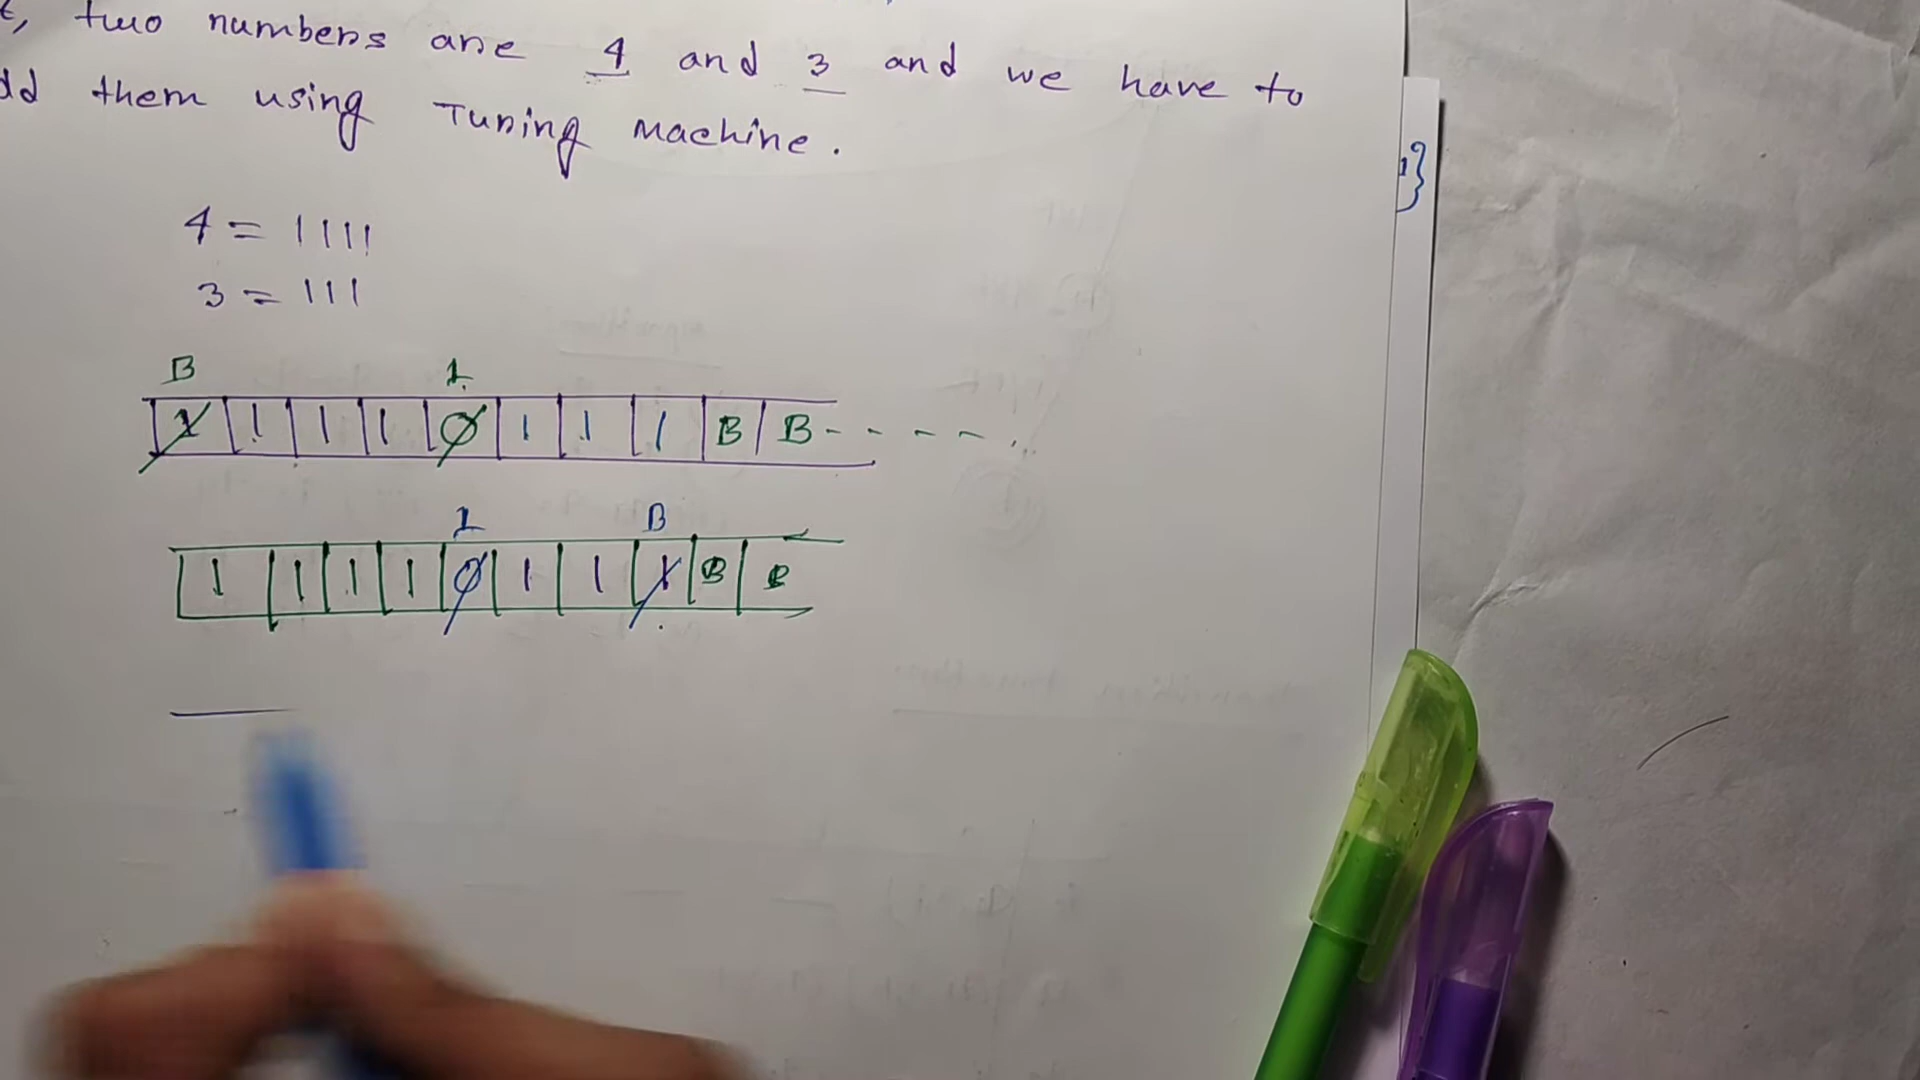 two numbers are 4 and 3 and we have to
them using Turing Machine.
4 = 1111
3 = 111
B 1
1 1 1 1 0 1 1 1 B B - - - -
1 B
1 1 1 1 0 1 1 1 B B
1}